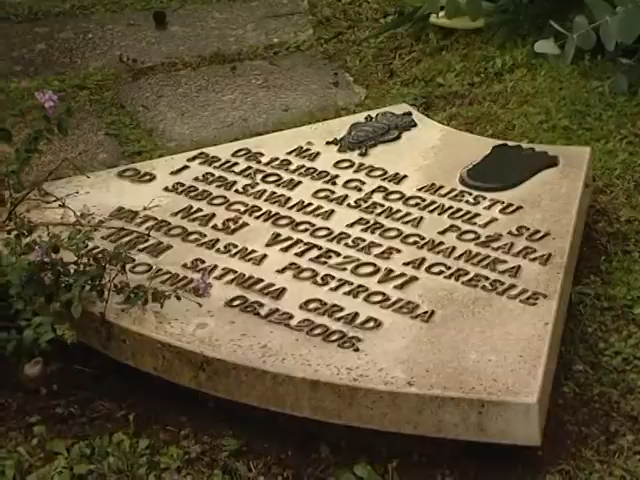 NA OVOM MJESTU
06.12.1991.G. POGINULI SU
PRILIKOM GAŠENJA POŽARA
I SPAŠAVANJA PROGNANIKA
OD SRBOCRNOGORSKE AGRESIJE
NAŠI VITEZOVI
VATROGASNA POSTROJBA
SATNIJA GRAD
06.12.2006.